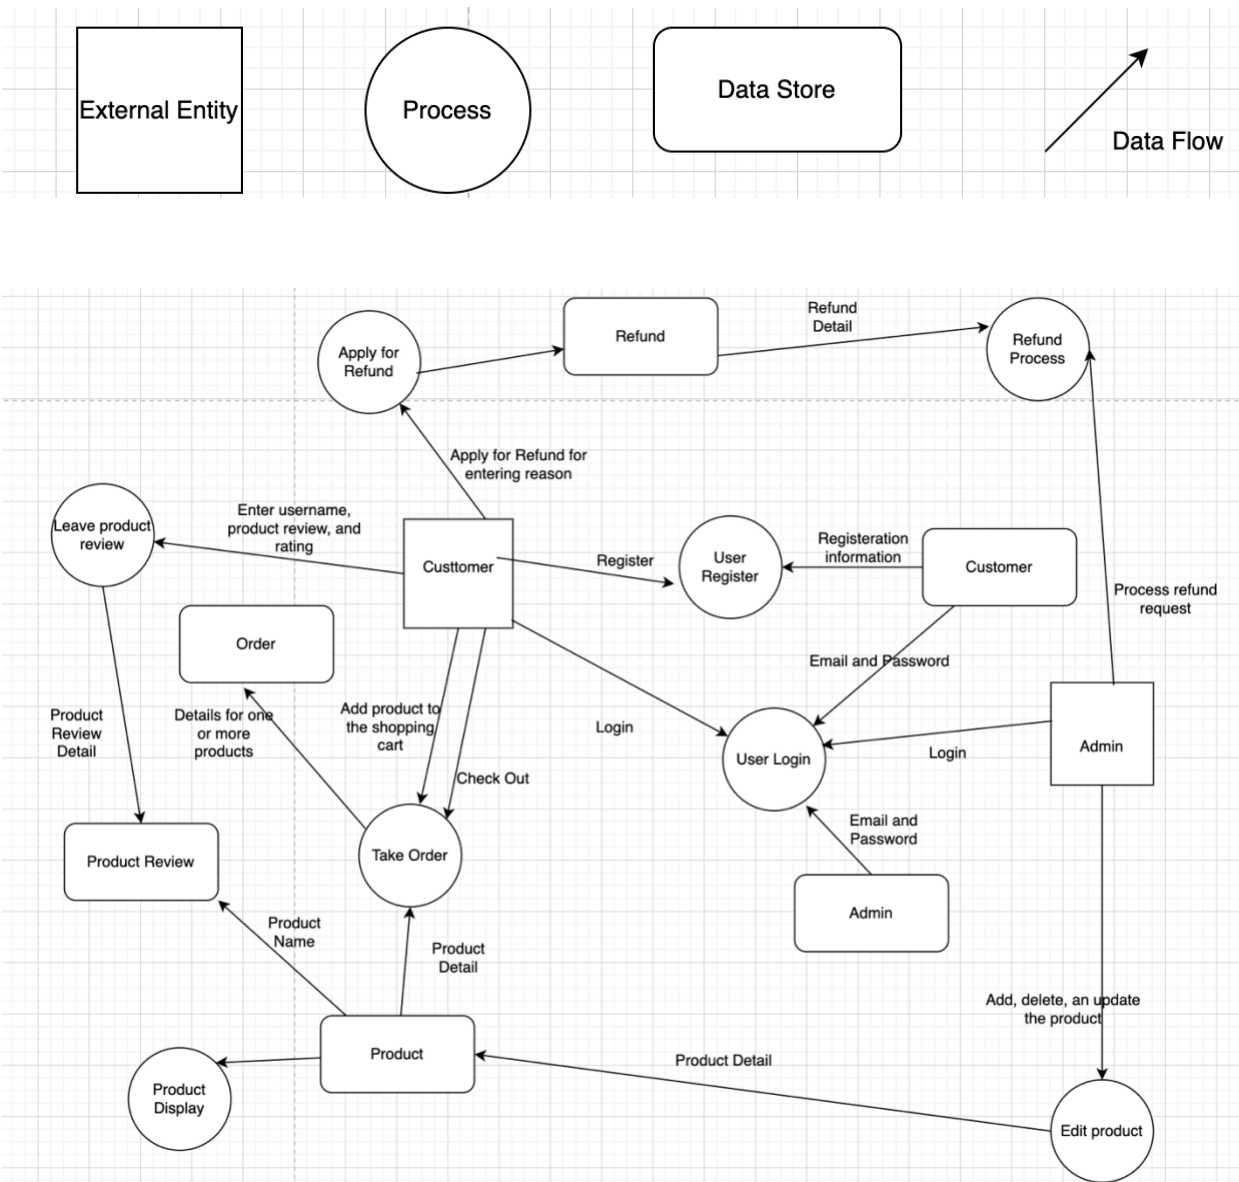 External Entity
Process
Data Store
Data Flow
Refund
Detail
Refund
Refund
Process
Apply for
Refund
Apply for Refund for
entering reason
Enter username,
product review, and
rating
Leave product
review
Custtomer
Register
User
Register
Registeration
information
Customer
Process refund
request
Order
Email and Password
Product
Review
Detail
Details for one
or more
products
Add product to
the shopping
cart
Login
User Login
Login
Admin
Check Out
Email and
Password
Product Review
Take Order
Admin
Product
Name
Product
Detail
Add, delete, an update
the product
Product
Product Detail
Product
Display
Edit product